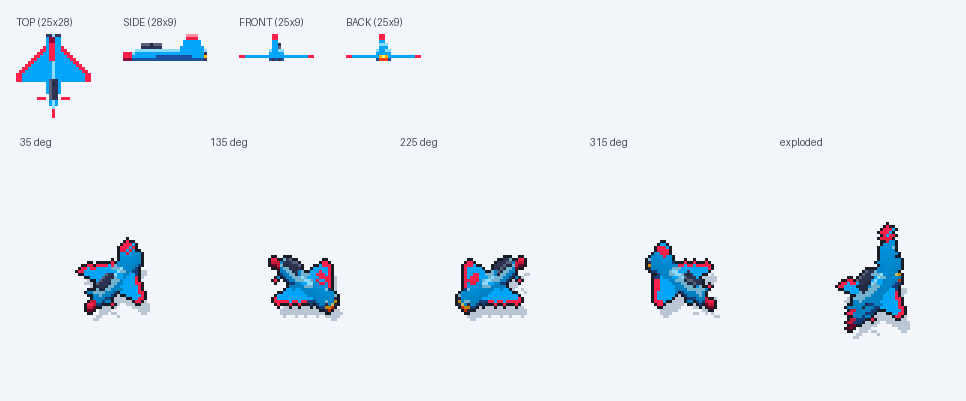 TOP (25x28)
SIDE (28x9)
FRONT (25x9)
BACK (25x9)
35 deg
135 deg
225 deg
315 deg
exploded